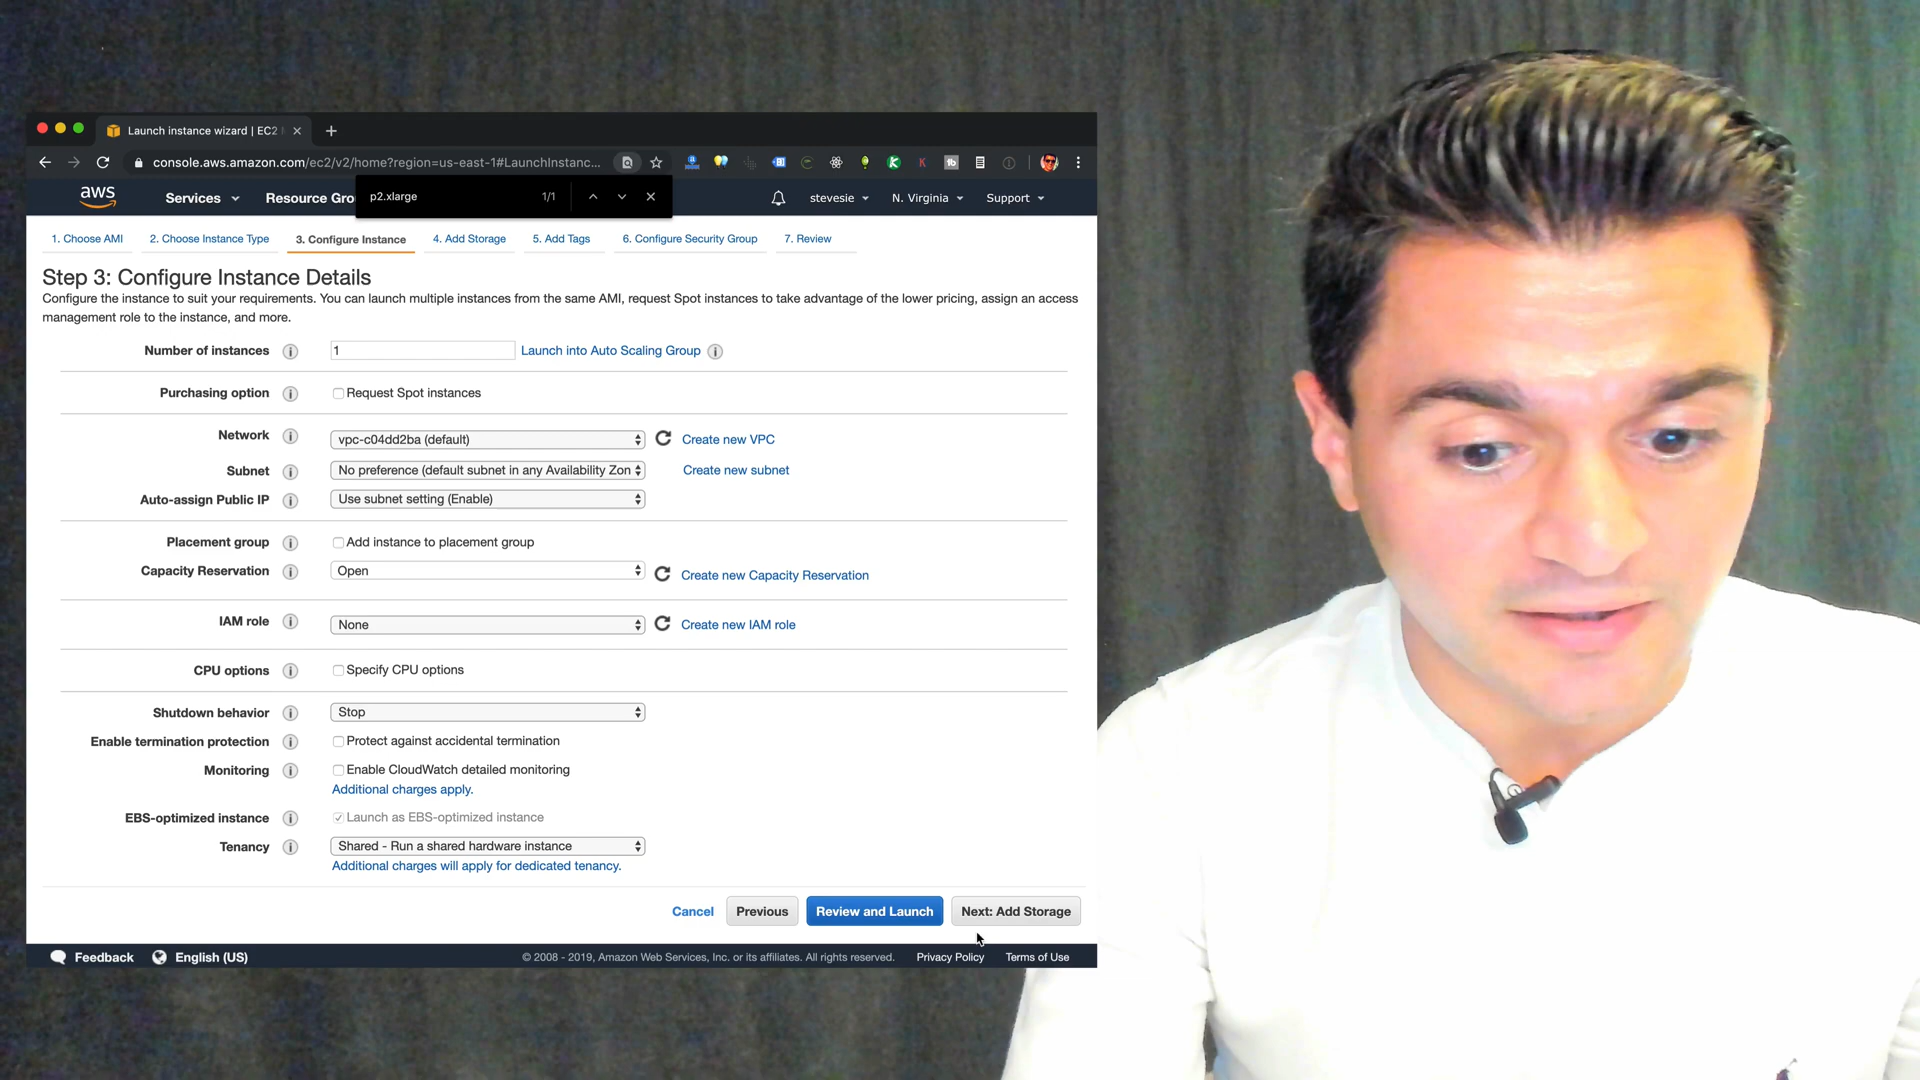 Launch instance wizard | EC2
console.aws.amazon.com/ec2/v2/home?region=us-east-1#LaunchInstanc...
aws
Services
Resource Gro
p2.xlarge
1/1
stevesie
N. Virginia
Support
1. Choose AMI
2. Choose Instance Type
3. Configure Instance
4. Add Storage
5. Add Tags
6. Configure Security Group
7. Review
Step 3: Configure Instance Details
Configure the instance to suit your requirements. You can launch multiple instances from the same AMI, request Spot instances to take advantage of the lower pricing, assign an access
management role to the instance, and more.
Number of instances
1
Launch into Auto Scaling Group
Purchasing option
Request Spot instances
Network
vpc-c04dd2ba (default)
Create new VPC
Subnet
No preference (default subnet in any Availability Zon
Create new subnet
Auto-assign Public IP
Use subnet setting (Enable)
Placement group
Add instance to placement group
Capacity Reservation
Open
Create new Capacity Reservation
IAM role
None
Create new IAM role
CPU options
Specify CPU options
Shutdown behavior
Stop
Enable termination protection
Protect against accidental termination
Monitoring
Enable CloudWatch detailed monitoring
Additional charges apply.
EBS-optimized instance
Launch as EBS-optimized instance
Tenancy
Shared - Run a shared hardware instance
Additional charges will apply for dedicated tenancy.
Cancel
Previous
Review and Launch
Next: Add Storage
Feedback
English (US)
© 2008 - 2019, Amazon Web Services, Inc. or its affiliates. All rights reserved.
Privacy Policy
Terms of Use